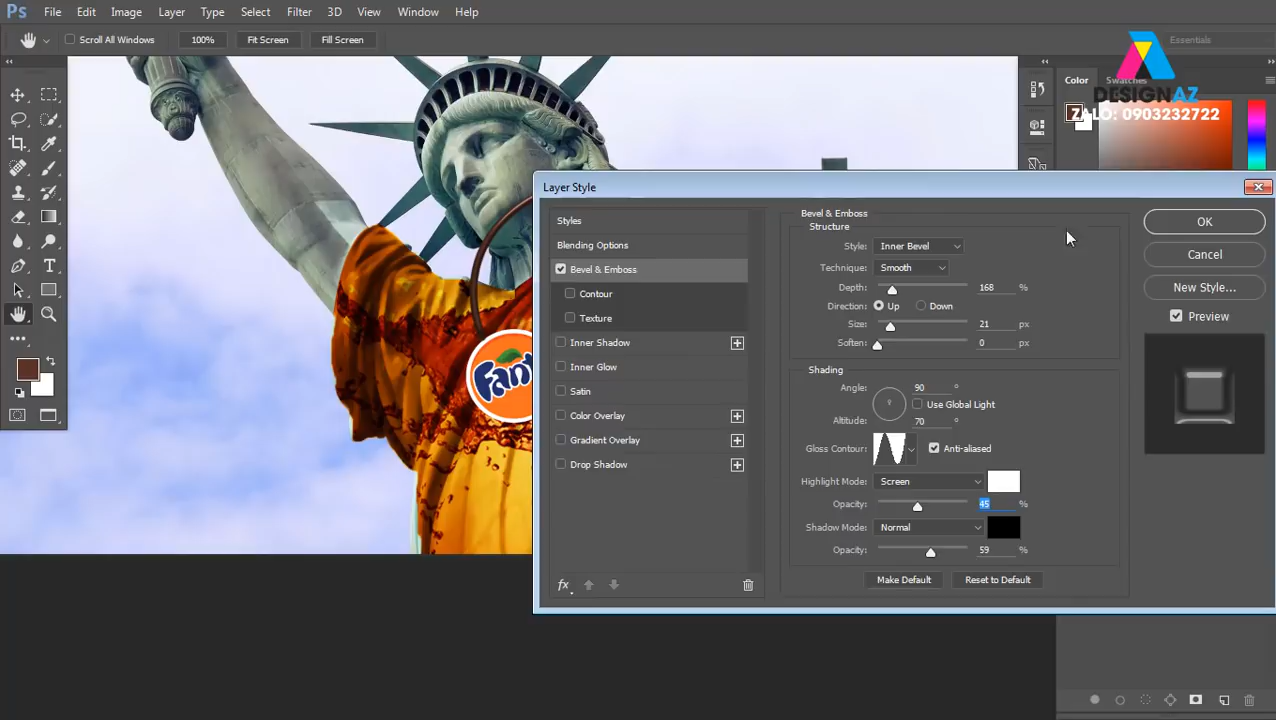 Ps File Edit Image Layer Type Select Filter 3D View Window Help
Scroll All Windows 100% Fit Screen Fill Screen Essentials
Color Swatches
DESIGNAZ
ZALO: 0903232722
Layer Style
Styles
Blending Options
Bevel & Emboss
Contour
Texture
Inner Shadow
Inner Glow
Satin
Color Overlay
Gradient Overlay
Drop Shadow
fx
Bevel & Emboss
Structure
Style: Inner Bevel
Technique: Smooth
Depth: 168 %
Direction: Up Down
Size: 21 px
Soften: 0 px
Shading
Angle: 90 °
Use Global Light
Altitude: 70 °
Gloss Contour: Anti-aliased
Highlight Mode: Screen
Opacity: 45 %
Shadow Mode: Normal
Opacity: 59 %
Make Default Reset to Default
OK
Cancel
New Style...
Preview
Fant